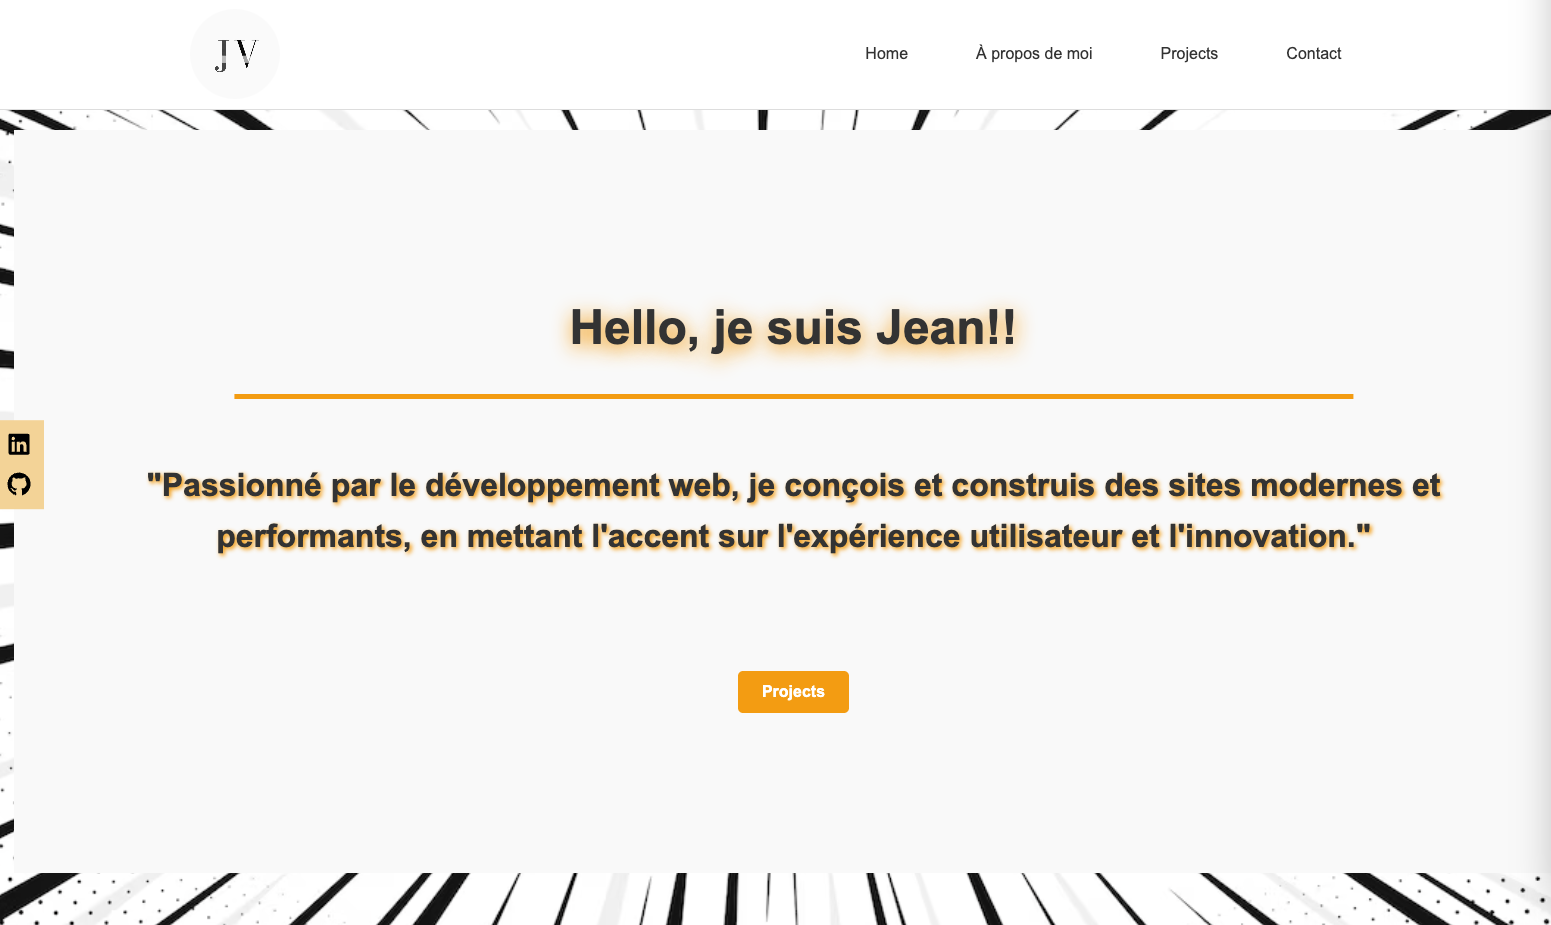 JV
Home
À propos de moi
Projects
Contact
Hello, je suis Jean!!
"Passionné par le développement web, je conçois et construis des sites modernes et
performants, en mettant l'accent sur l'expérience utilisateur et l'innovation."
in
Projects